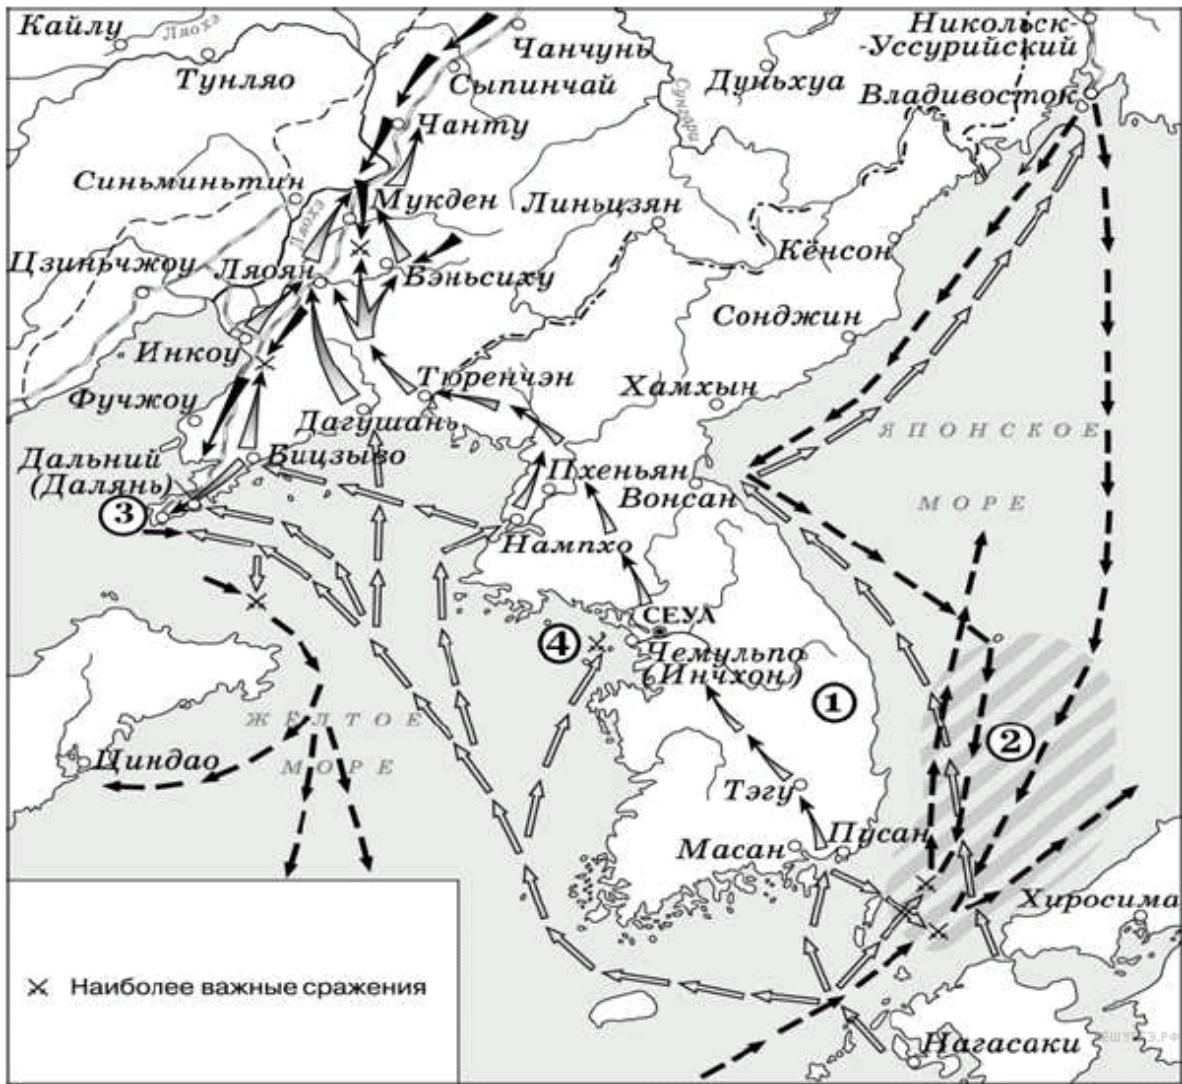 Кайлу
Ляохэ
Тунляо
Чанчунь
Сыпинчай
Чанту
Сунгари
Дуньхуа
Никольск-
-Уссурийский
Владивосток
Синьминьтин
Ляохэ
Мукден
Линьцзян
Кёнсон
Цзиньчжоу
Ляоян
Вэньсиху
Сонджин
Инкоу
Тюренчэн
Хамхын
Фучжоу
Дагушань
ЯПОНСКОЕ
МОРЕ
Дальний
(Далянь)
Бицзыво
Пхеньян
Вонсан
3
Нампхо
СЕУЛ
4
Чемульпо
(Инчхон)
1
2
ЖЕЛТОЕ
МОРЕ
Циндао
Тэгу
Масан
Пусан
Хиросима
Нагасаки
Наиболее важные сражения